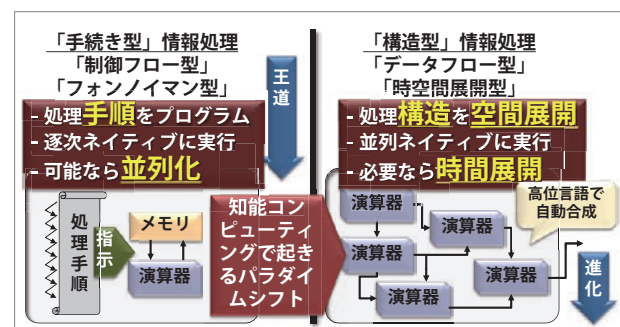 「手続き型」情報処理
「制御フロー型」
「フォンノイマン型」
- 処理手順をプログラム
- 逐次ネイティブに実行
- 可能なら並列化
王道
処理手順
指示
メモリ
演算器
知能コン
ピューティ
ングで起き
るパラダイ
ムシフト
「構造型」情報処理
「データフロー型」
「時空間展開型」
- 処理構造を空間展開
- 並列ネイティブに実行
- 必要なら時間展開
高位言語で
自動合成
演算器
演算器
演算器
演算器
演算器
進化